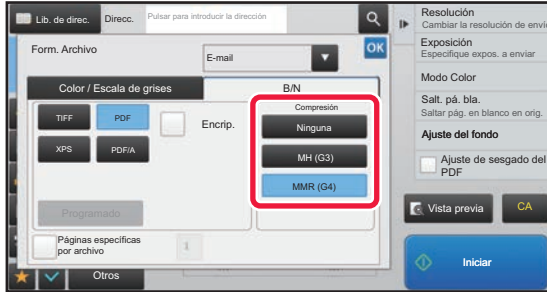 Lib. de direc.
Direcc.
Pulsar para introducir la dirección
Form. Archivo
E-mail
OK
Color / Escala de grises
B/N
TIFF
PDF
Encrip.
XPS
PDF/A
Compresión
Ninguna
MH (G3)
MMR (G4)
Programado
Páginas especificas
por archivo
1
Otros
Resolución
Cambiar la resolución de
Exposición
Especifique expos. a enviar
Modo Color
Salt. pá. bla.
Saltar pág. en blanco en orig.
Ajuste del fondo
Ajuste de sesgado del
PDF
Vista previa
CA
Iniciar